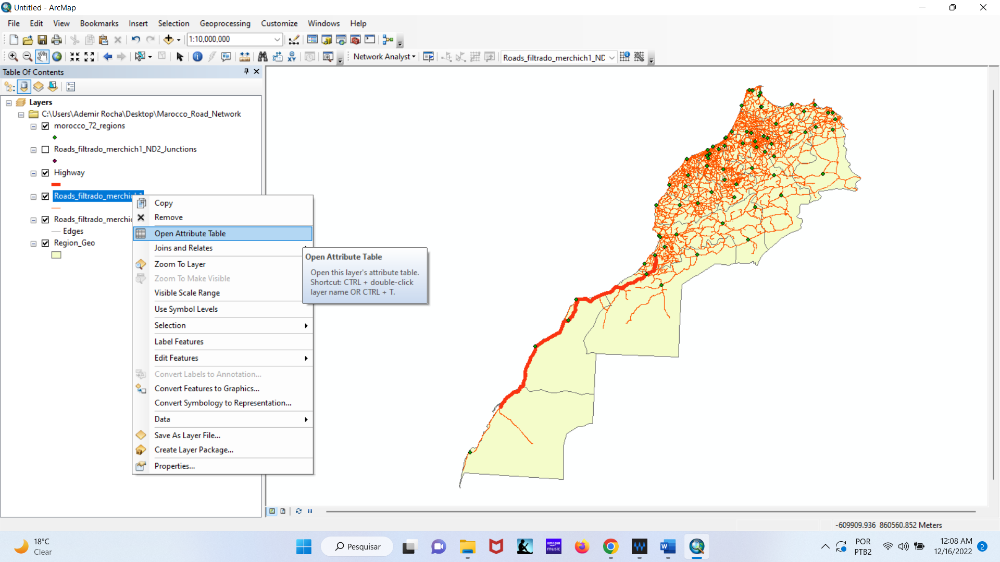 Untitled - ArcMap
File Edit View Bookmarks Insert Selection Geoprocessing Customize Windows Help
1:10,000,000
Network Analyst
Roads_filtrado_merchich1_ND
Table Of Contents
Layers
C:\Users\Ademir Rocha\Desktop\Marocco_Road_Network
morocco_72_regions
Roads_filtrado_merchich1_ND2_Junctions
Highway
Roads_filtrado_merchich1
Roads_filtrado_merchic
Edges
Region_Geo
Copy
Remove
Open Attribute Table
Joins and Relates
Zoom To Layer
Zoom To Make Visible
Visible Scale Range
Use Symbol Levels
Selection
Label Features
Edit Features
Convert Labels to Annotation...
Convert Features to Graphics...
Convert Symbology to Representation...
Data
Save As Layer File...
Create Layer Package...
Properties...
Open Attribute Table
Open this layer's attribute table.
Shortcut: CTRL + double-click
layer name OR CTRL + T.
-609909.936 860560.852 Meters
18°C
Clear
Pesquisar
amazon
music
POR
PTB2
12:08 AM
12/16/2022
2